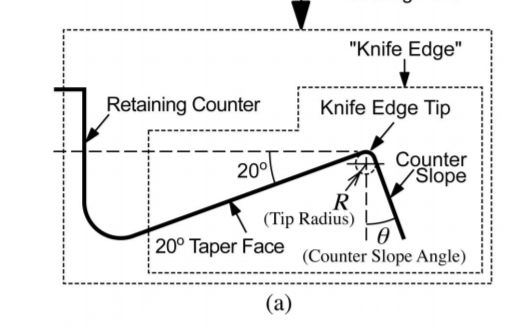 "Knife Edge"
Retaining Counter
Knife Edge Tip
Counter
Slope
20°
R
(Tip Radius)
θ
20° Taper Face
(Counter Slope Angle)
(a)